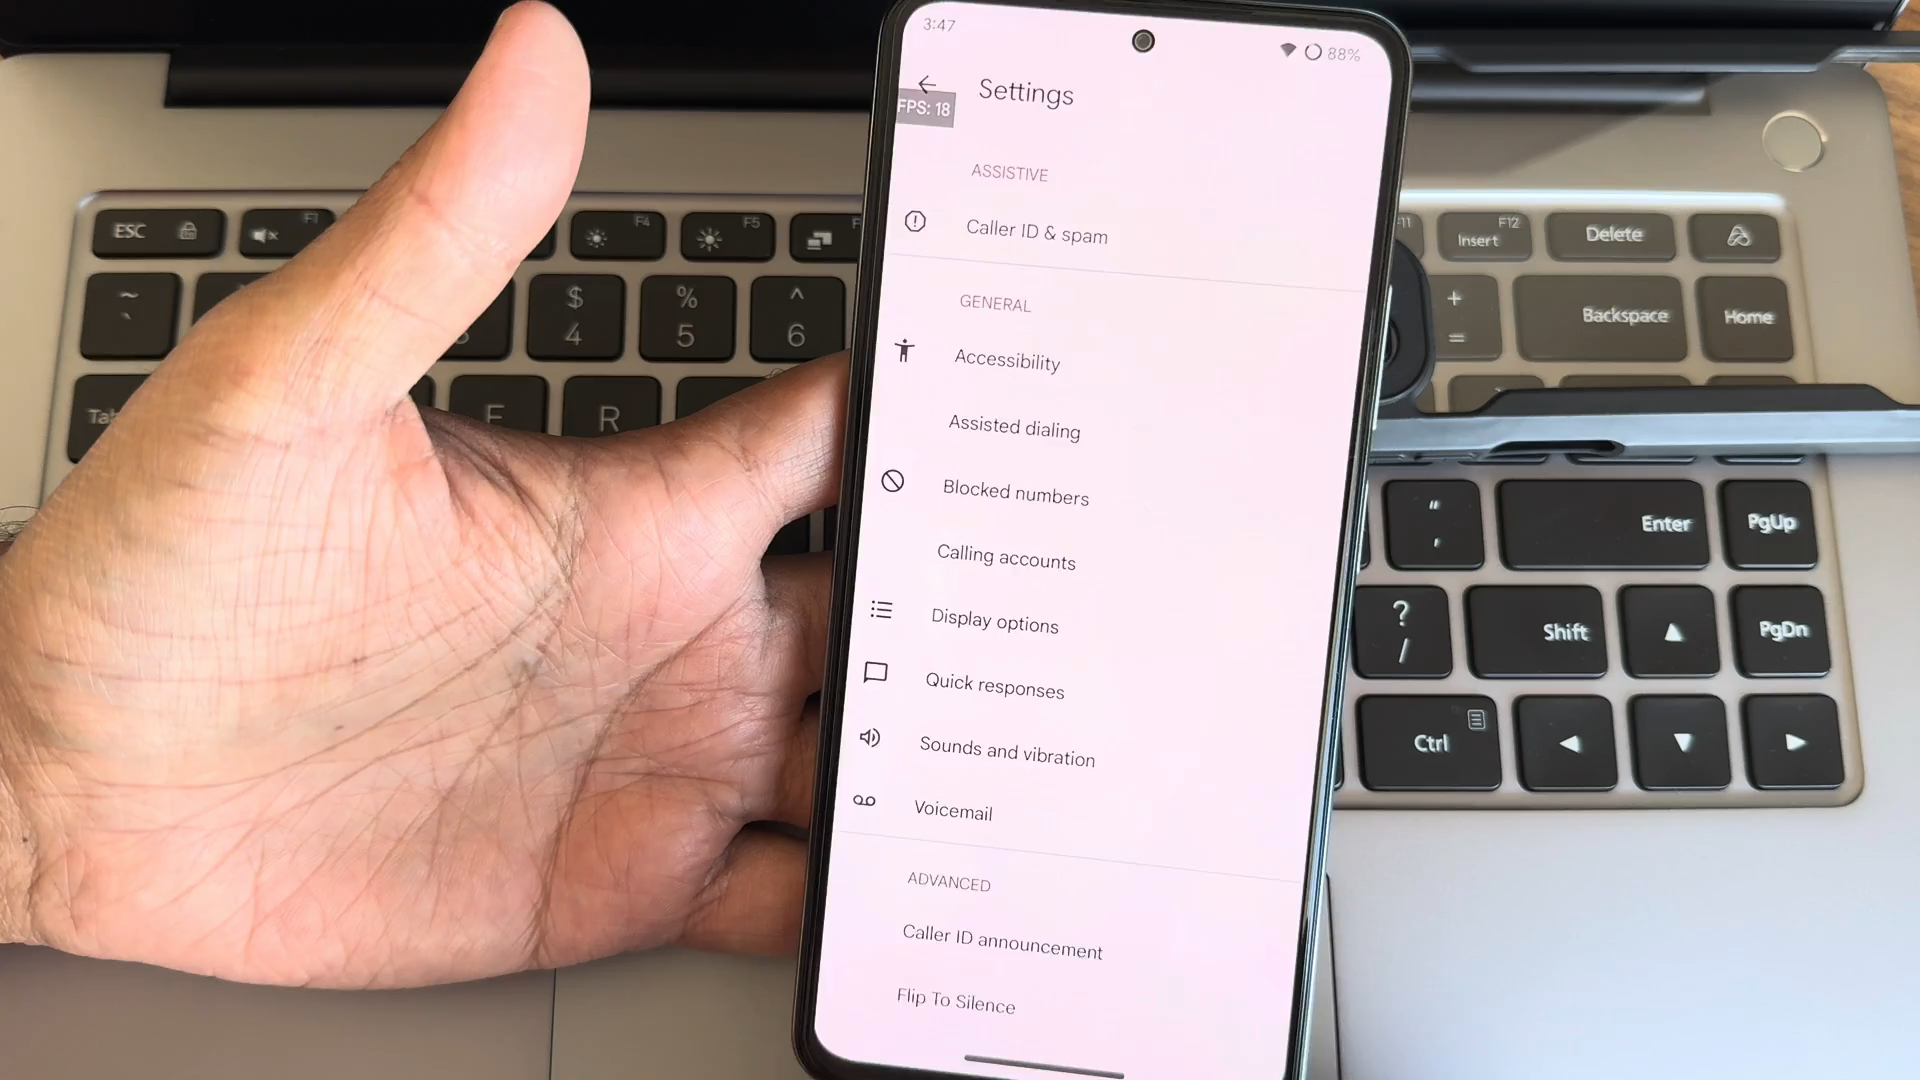 3:47
88%
Settings
FPS: 18
ASSISTIVE
Caller ID & spam
GENERAL
Accessibility
Assisted dialing
Blocked numbers
Calling accounts
Display options
Quick responses
Sounds and vibration
Voicemail
ADVANCED
Caller ID announcement
Flip To Silence
ESC
F4
F5
F12
Insert
Delete
~
`
$
4
%
5
^
6
+
=
Backspace
Home
R
"
'
Enter
PgUp
?
/
Shift
PgDn
Ctrl